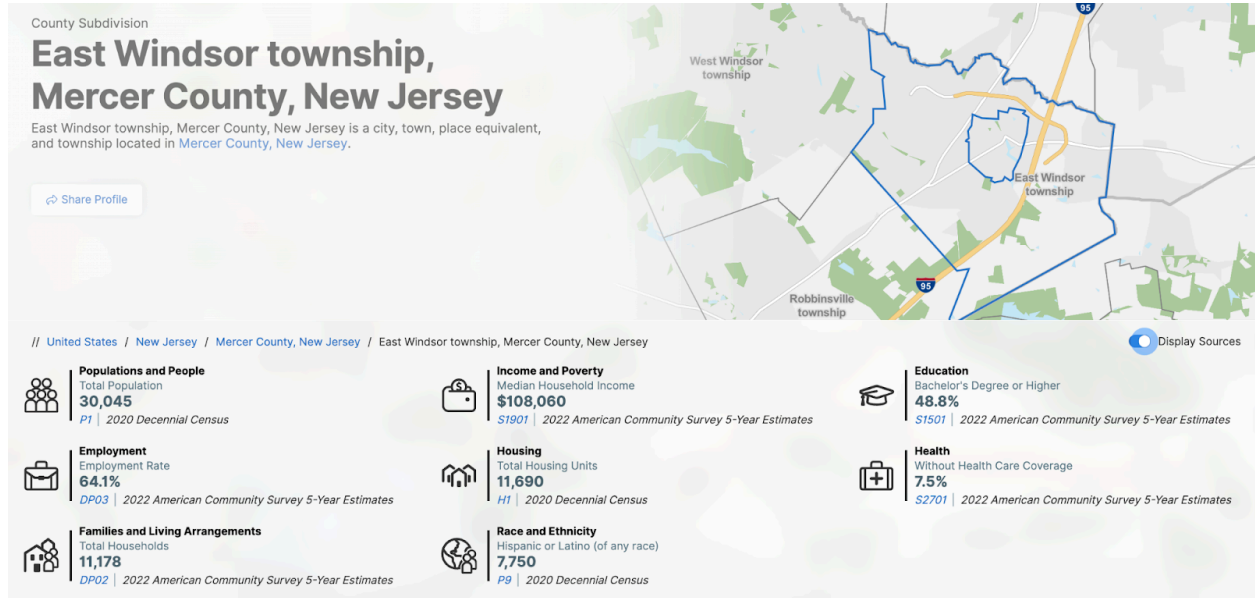 County Subdivision
East Windsor township,
Mercer County, New Jersey
East Windsor township, Mercer County, New Jersey is a city, town, place equivalent,
and township located in Mercer County, New Jersey.
Share Profile
95
West Windsor
township
East Windsor
township
95
Robbinsville
township
// United States / New Jersey / Mercer County, New Jersey / East Windsor township, Mercer County, New Jersey
Display Sources
Populations and People
Total Population
30,045
P1 | 2020 Decennial Census
Income and Poverty
Median Household Income
$108,060
S1901 | 2022 American Community Survey 5-Year Estimates
Education
Bachelor's Degree or Higher
48.8%
S1501 | 2022 American Community Survey 5-Year Estimates
Employment
Employment Rate
64.1%
DP03 | 2022 American Community Survey 5-Year Estimates
Housing
Total Housing Units
11,690
H1 | 2020 Decennial Census
Health
Without Health Care Coverage
7.5%
S2701 | 2022 American Community Survey 5-Year Estimates
Families and Living Arrangements
Total Households
11,178
DP02 | 2022 American Community Survey 5-Year Estimates
Race and Ethnicity
Hispanic or Latino (of any race)
7,750
P9 | 2020 Decennial Census